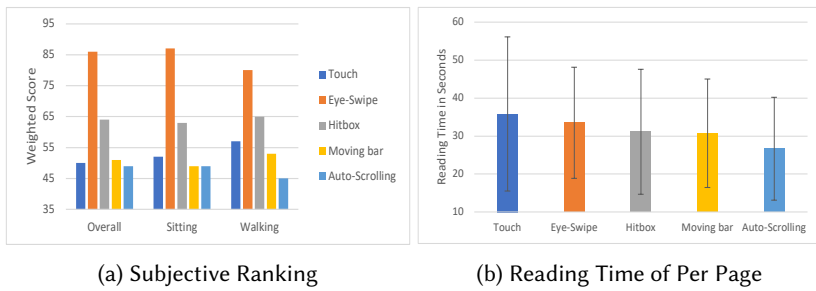 95
85
75
65
55
45
35
Weighted Score
Overall
Sitting
Walking
Touch
Eye-Swipe
Hitbox
Moving bar
Auto-Scrolling
(a) Subjective Ranking
60
50
40
30
20
10
Reading Time in Seconds
Touch
Eye-Swipe
Hitbox
Moving bar
Auto-Scrolling
(b) Reading Time of Per Page